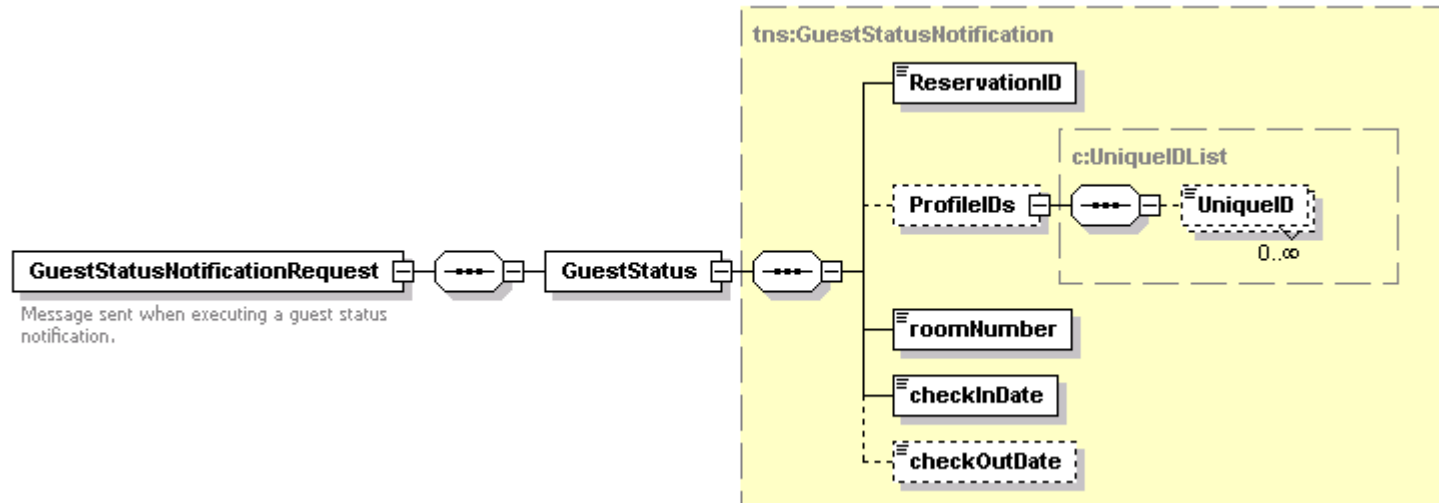 tns:GuestStatusNotification
ReservationID
c:UniqueIDList
ProfileIDs
UniqueID
0..∞
GuestStatusNotificationRequest
GuestStatus
Message sent when executing a guest status
notification.
roomNumber
checkInDate
checkOutDate